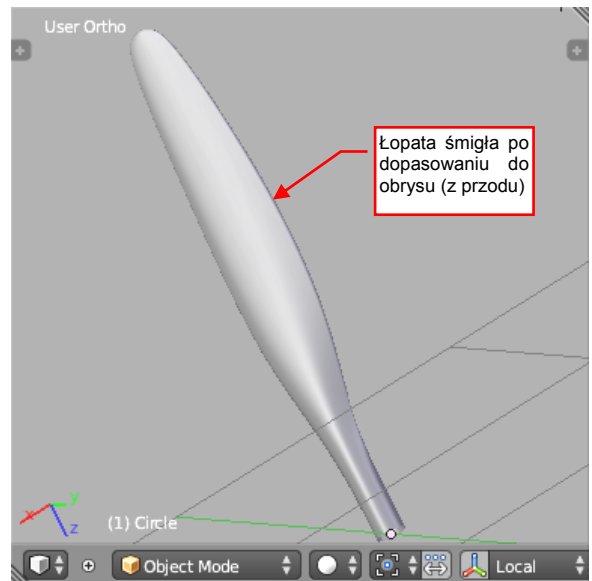 User Ortho
Łopata śmigła po
dopasowaniu do
obrysu (z przodu)
y
x
z
(1) Circle
Object Mode
Local